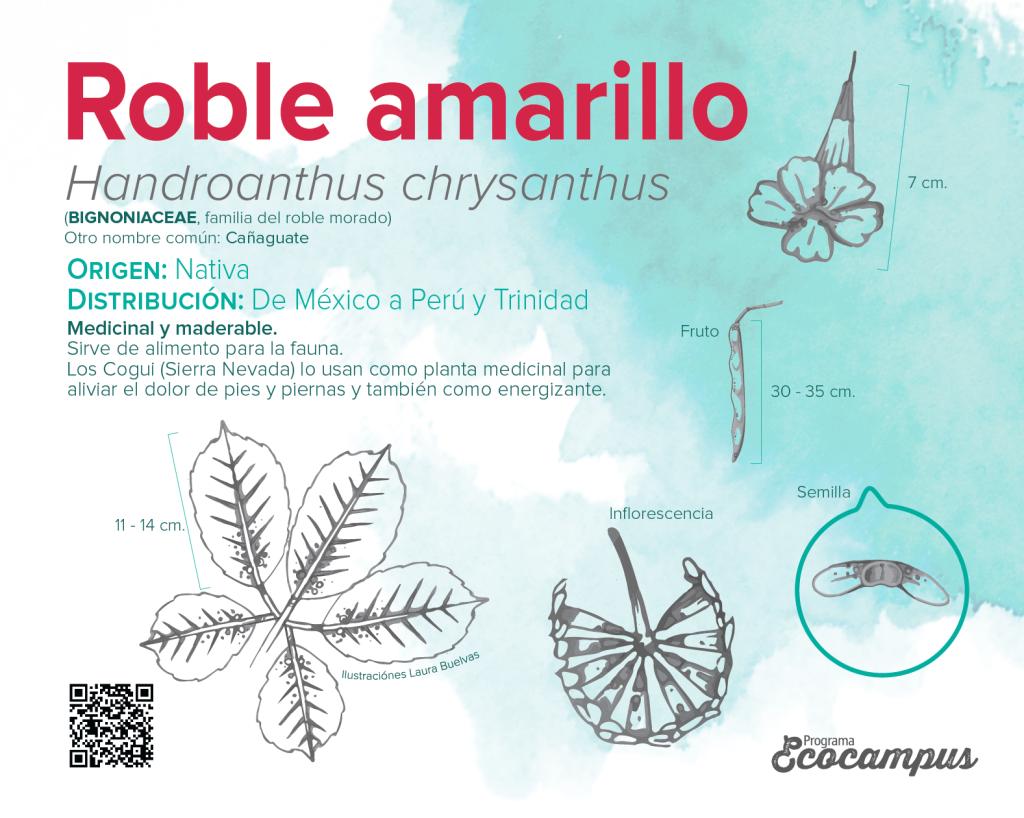 Roble amarillo
Handroanthus chrysanthus
(BIGNONIACEAE, familia del roble morado)
Otro nombre común: Cañaguate
ORIGEN: Nativa
DISTRIBUCIÓN: De México a Perú y Trinidad
Medicinal y maderable.
Sirve de alimento para la fauna.
Los Cogui (Sierra Nevada) lo usan como planta medicinal para
aliviar el dolor de pies y piernas y también como energizante.
7 cm.
Fruto
30 - 35 cm.
Semilla
Inflorescencia
11 - 14 cm.
Ilustraciónes Laura Buelvas
Programa
Ecocampus